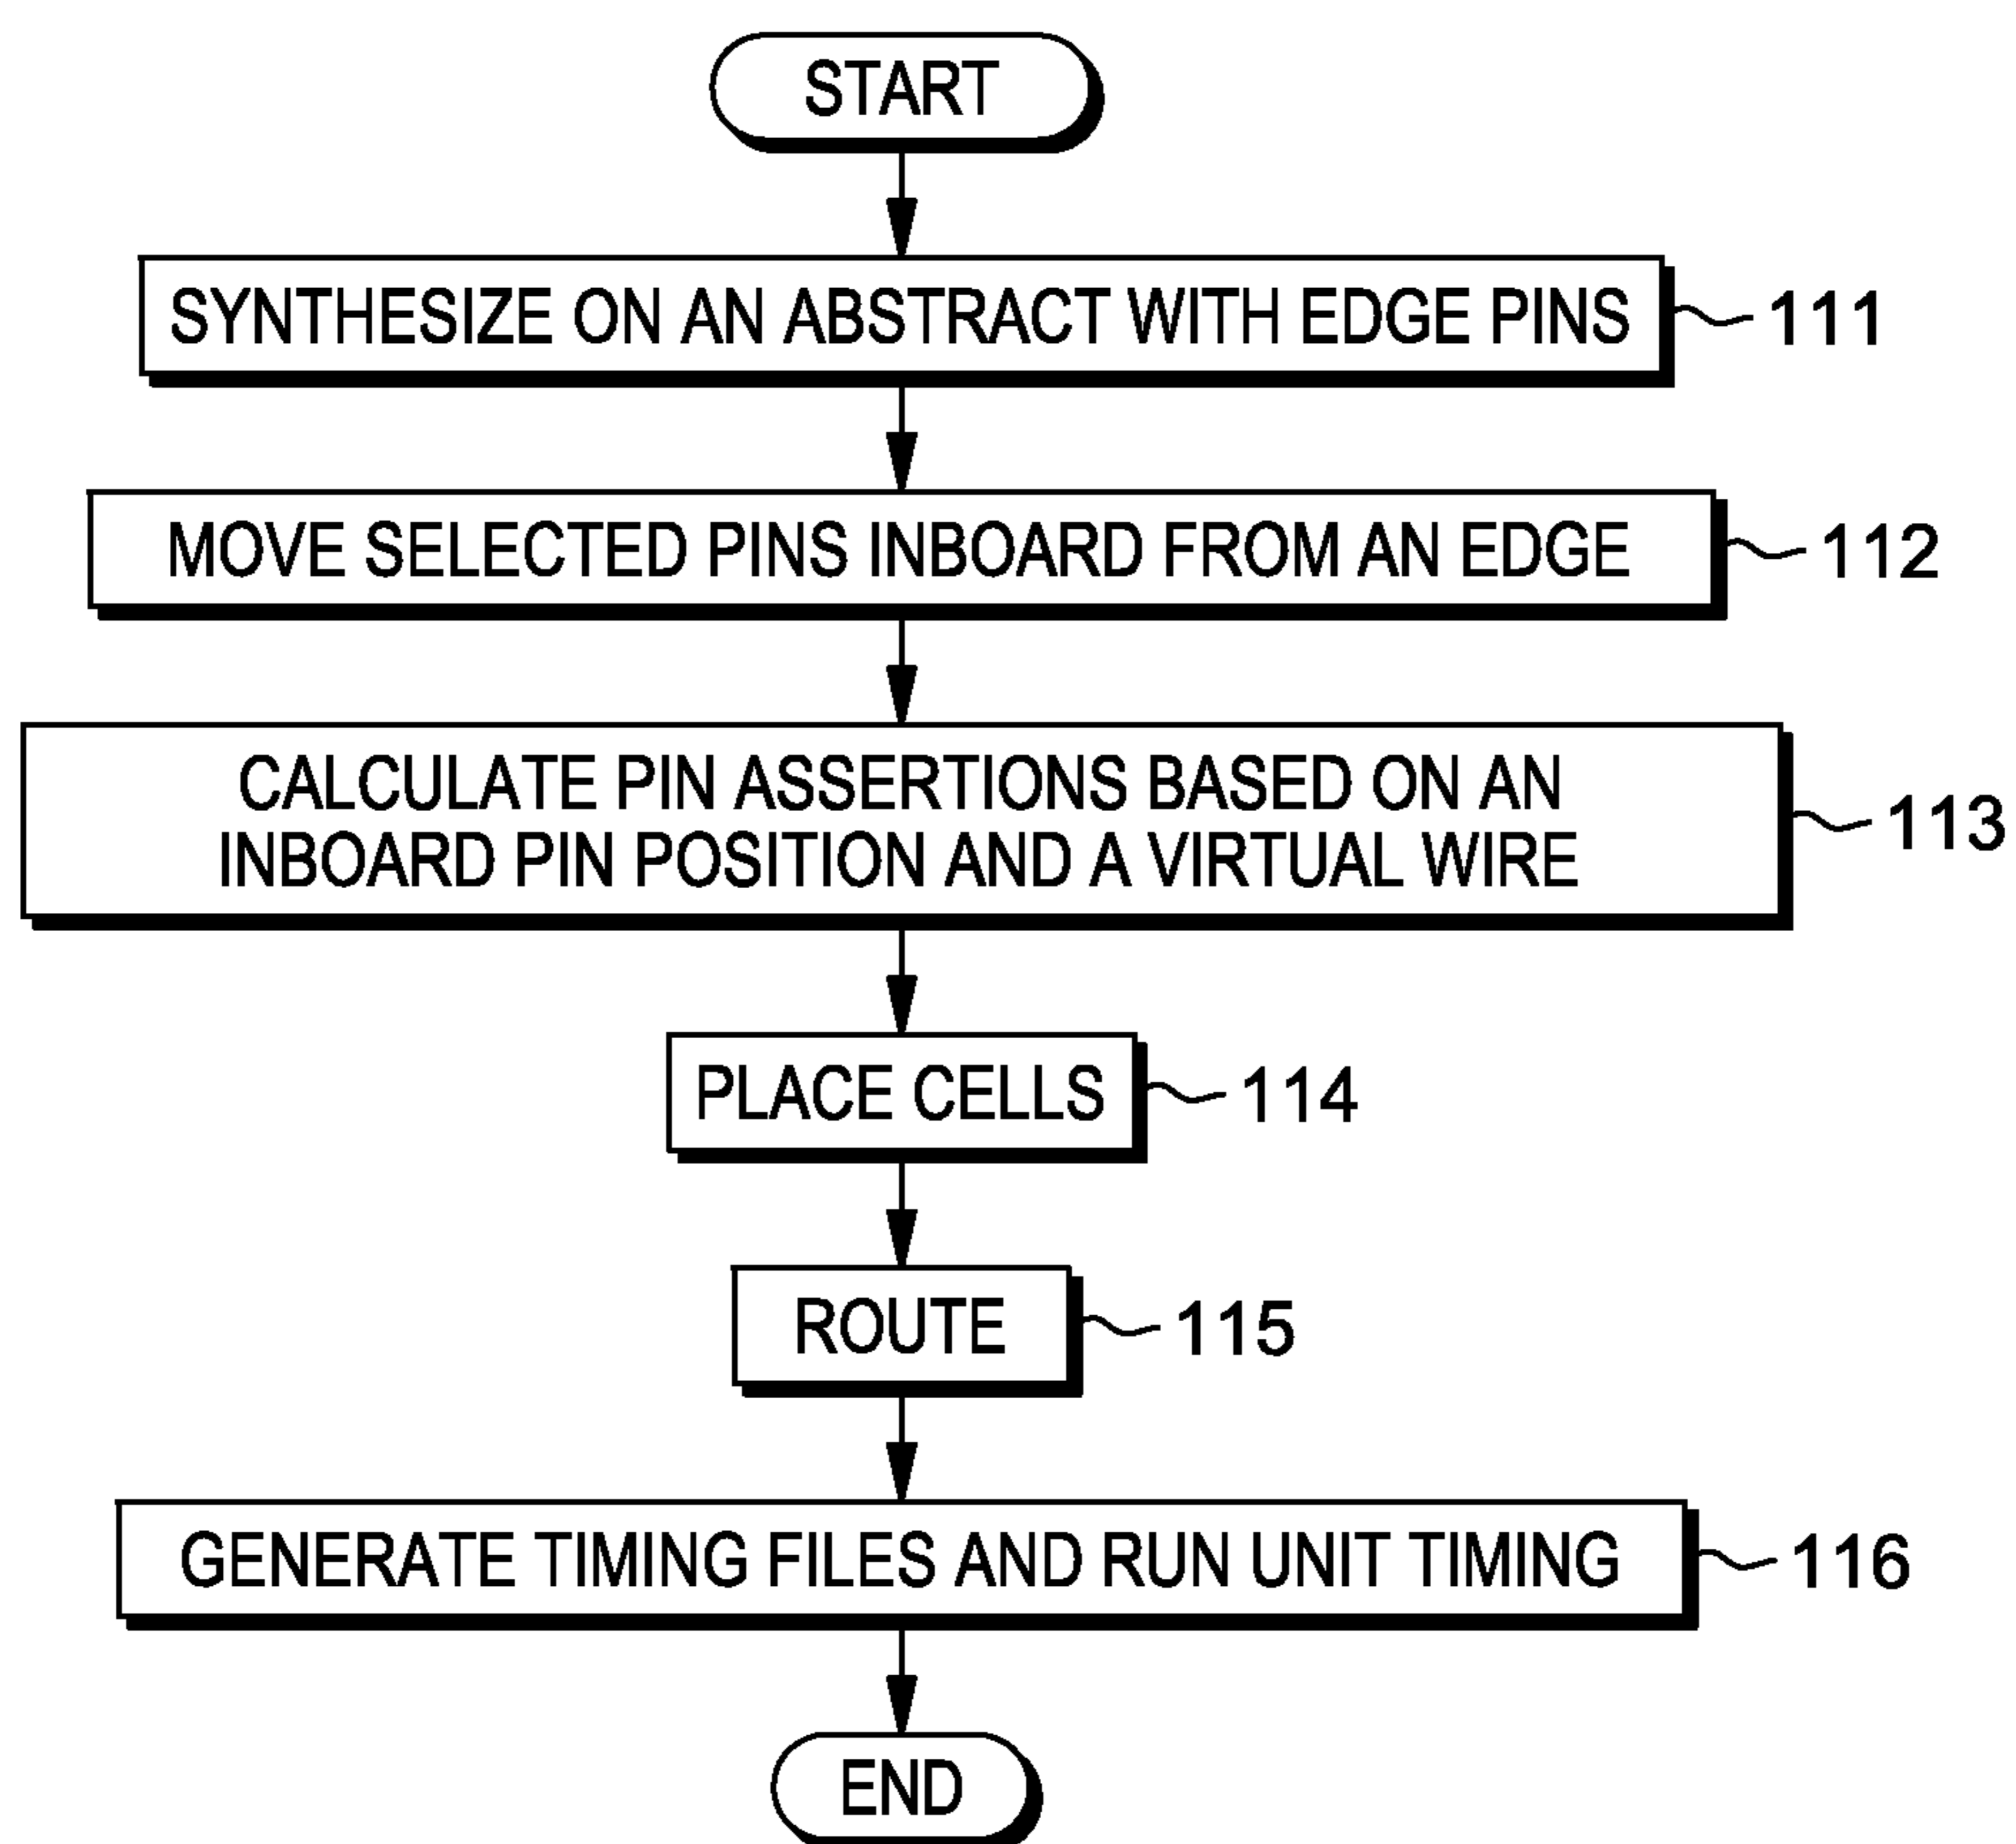 START
SYNTHESIZE ON AN ABSTRACT WITH EDGE PINS
111
MOVE SELECTED PINS INBOARD FROM AN EDGE
112
CALCULATE PIN ASSERTIONS BASED ON AN
INBOARD PIN POSITION AND A VIRTUAL WIRE
113
PLACE CELLS
114
ROUTE
115
GENERATE TIMING FILES AND RUN UNIT TIMING
116
END